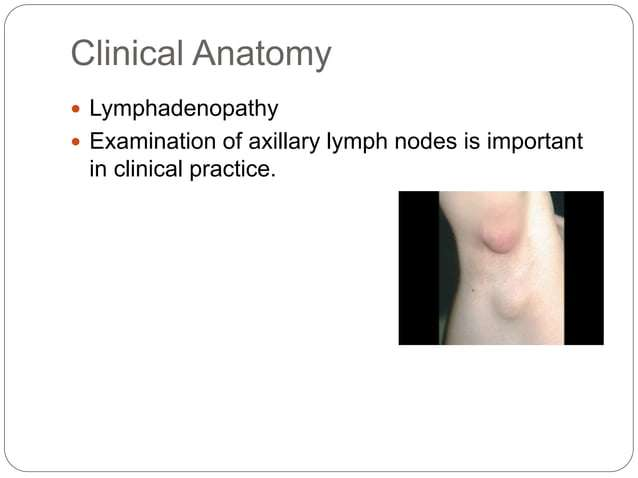 Clinical Anatomy
Lymphadenopathy
Examination of axillary lymph nodes is important
in clinical practice.